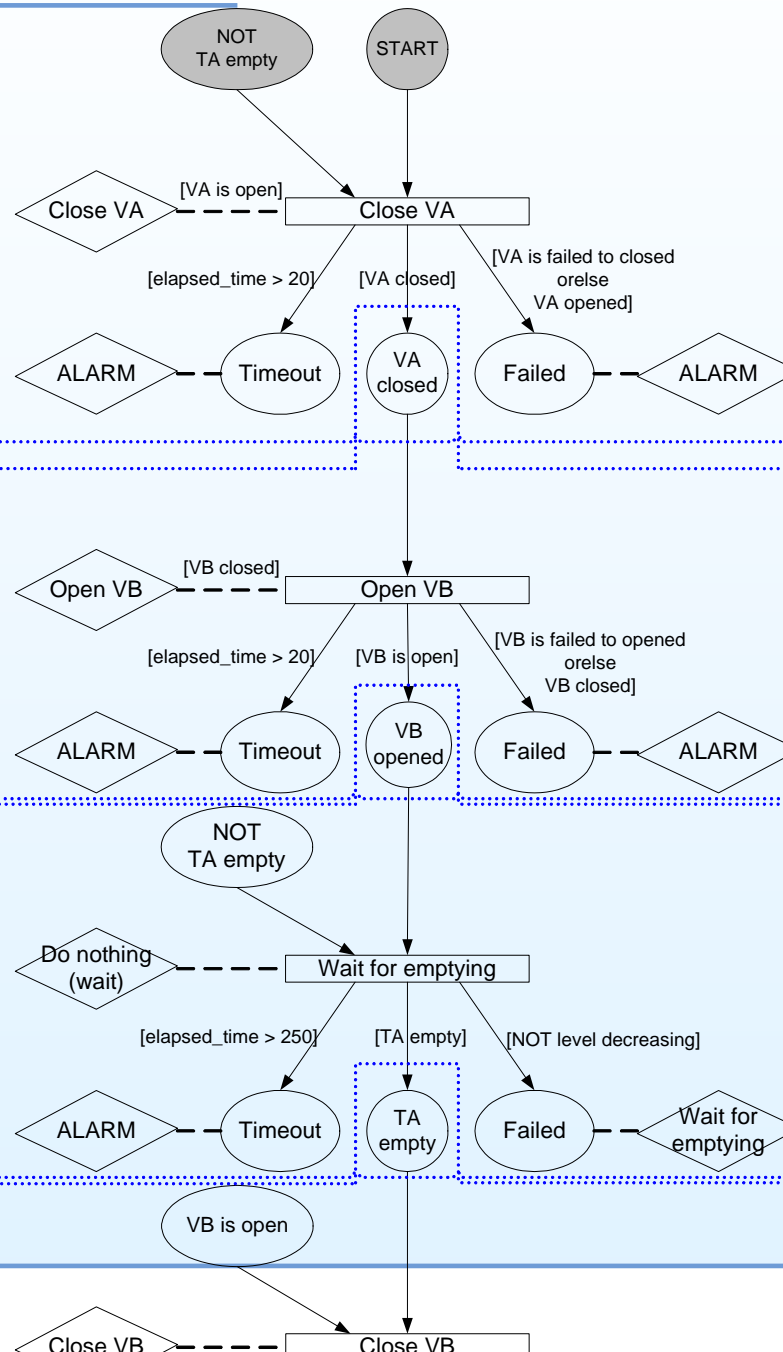 NOT
TA empty
START
[VA is open]
Close VA
Close VA
[elapsed_time > 20]
[VA closed]
[VA is failed to closed
orelse
VA opened]
ALARM
Timeout
VA
closed
Failed
ALARM
[VB closed]
Open VB
Open VB
[elapsed_time > 20]
[VB is open]
[VB is failed to opened
orelse
VB closed]
ALARM
Timeout
VB
opened
Failed
ALARM
NOT
TA empty
Do nothing
(wait)
Wait for emptying
[elapsed_time > 250]
[TA empty]
[NOT level decreasing]
ALARM
Timeout
TA
empty
Failed
Wait for
emptying
VB is open
Close VB
Close VB